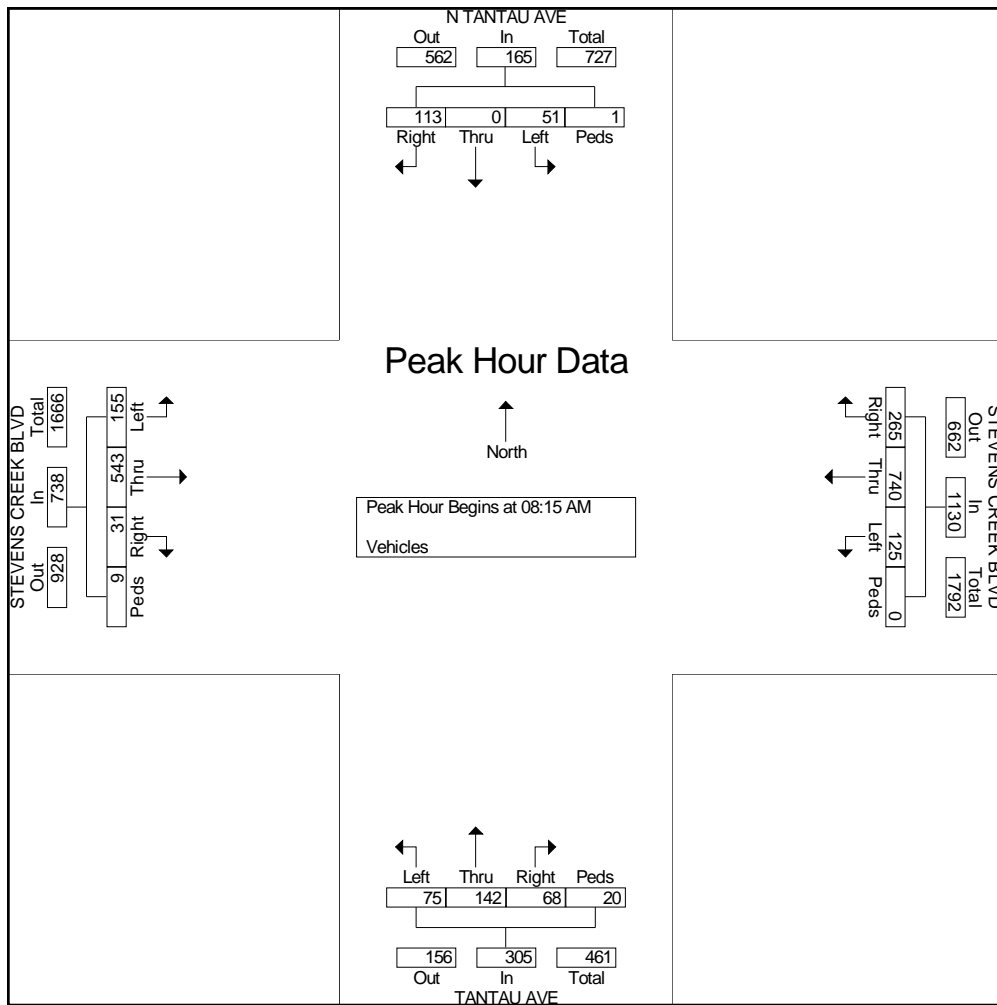 N TANTAU AVE
Out In Total
562 165 727
113 0 51 1
Right Thru Left Peds
Peak Hour Data
North
Peak Hour Begins at 08:15 AM
Vehicles
STEVENS CREEK BLVD
Total In Out
1666 738 928
155 543 31 9
Left Thru Right Peds
STEVENS CREEK BLVD
Out In Total
662 1130 1792
265 740 125 0
Right Thru Left Peds
Left Thru Right Peds
75 142 68 20
156 305 461
Out In Total
TANTAU AVE